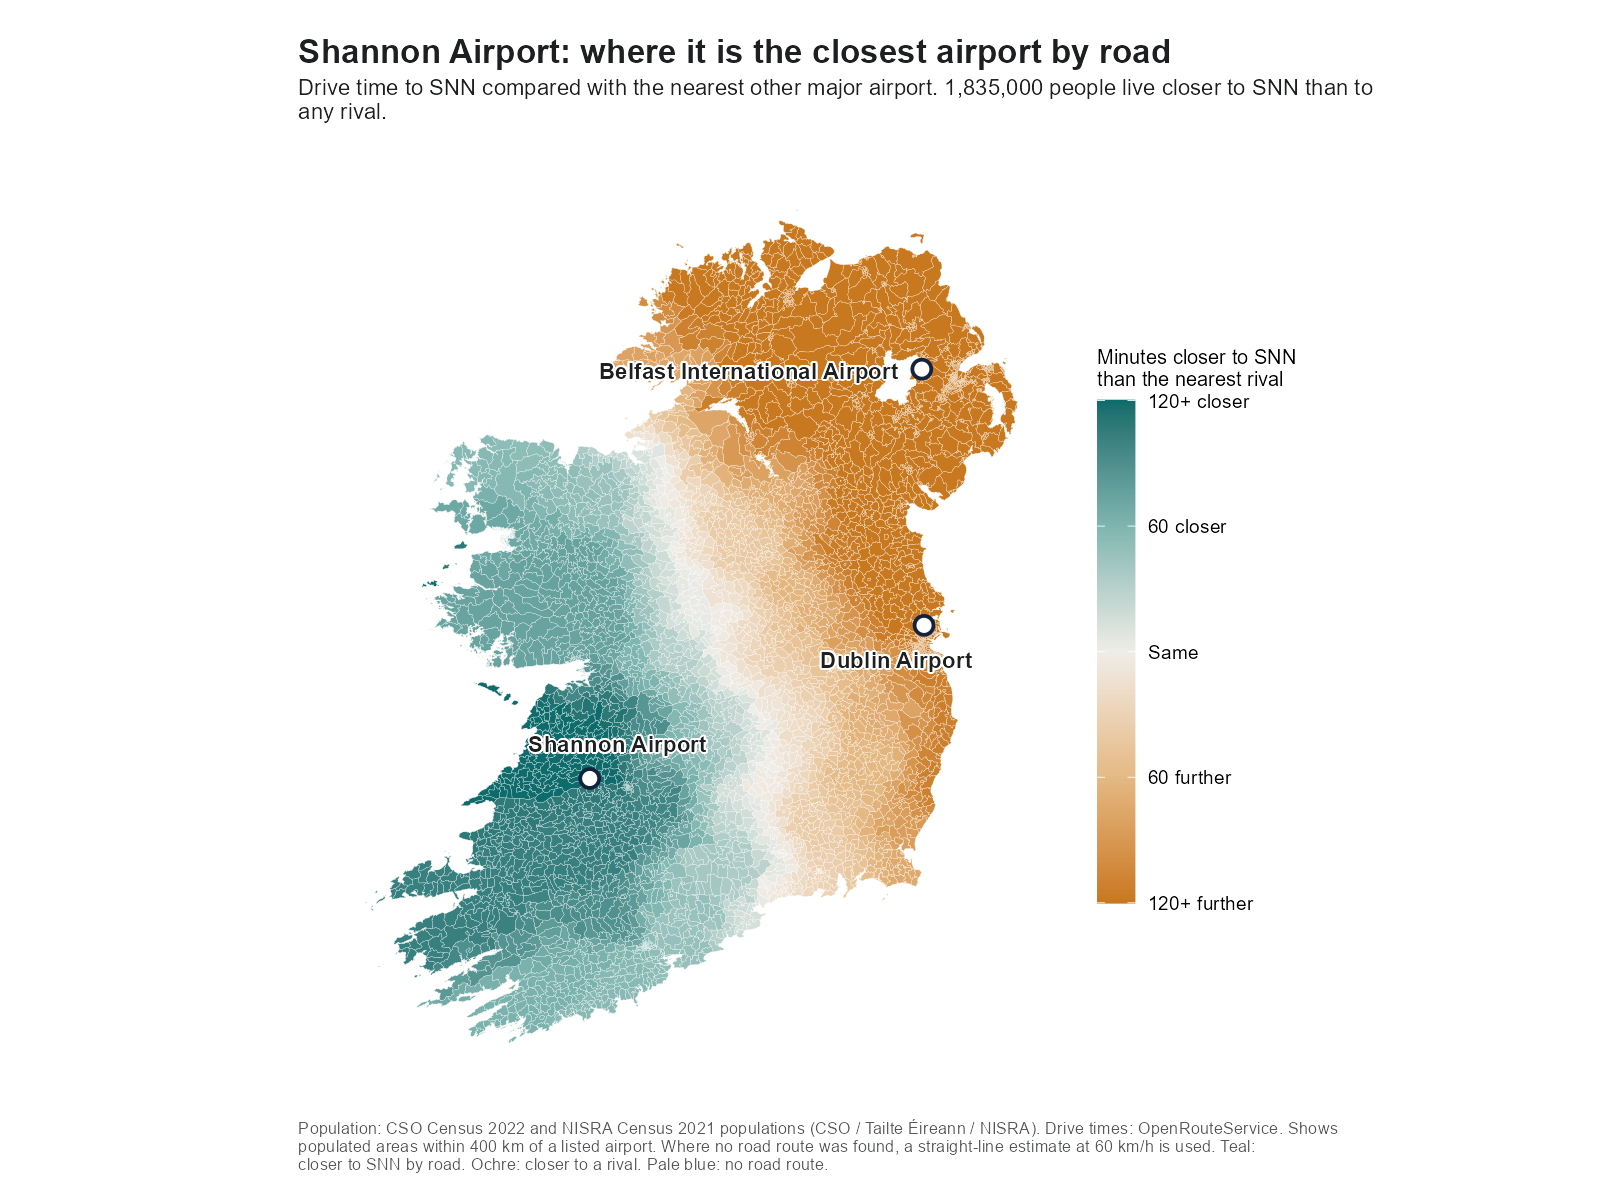 Shannon Airport: where it is the closest airport by road
Drive time to SNN compared with the nearest other major airport. 1,835,000 people live closer to SNN than to
any rival.
Belfast International Airport
Minutes closer to SNN
than the nearest rival
120+ closer
60 closer
Same
60 further
120+ further
Dublin Airport
Shannon Airport
Population: CSO Census 2022 and NISRA Census 2021 populations (CSO / Tailte Éireann / NISRA). Drive times: OpenRouteService. Shows
populated areas within 400 km of a listed airport. Where no road route was found, a straight-line estimate at 60 km/h is used. Teal:
closer to SNN by road. Ochre: closer to a rival. Pale blue: no road route.